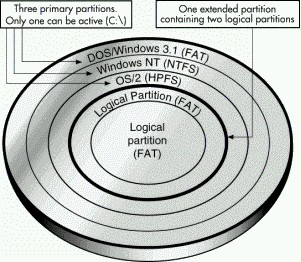 Three primary partitions.
Only one can be active (C:\)
One extended partition
containing two logical partitions
DOS/Windows 3.1 (FAT)
Windows NT (NTFS)
OS/2 (HPFS)
Logical Partition (FAT)
Logical
partition
(FAT)